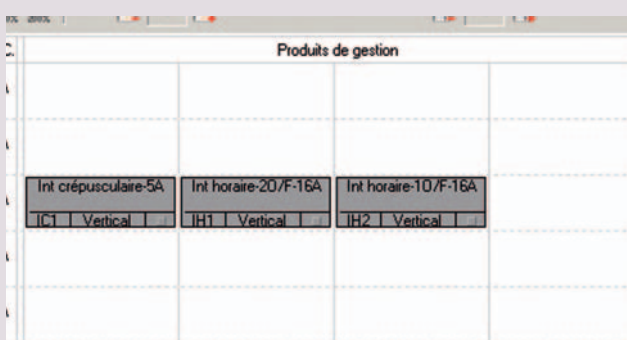 200%
C.
Produits de gestion
Int crépusculaire-5A
Int horaire-20/F-16A
Int horaire-10/F-16A
IC1 Vertical
IH1 Vertical
IH2 Vertical